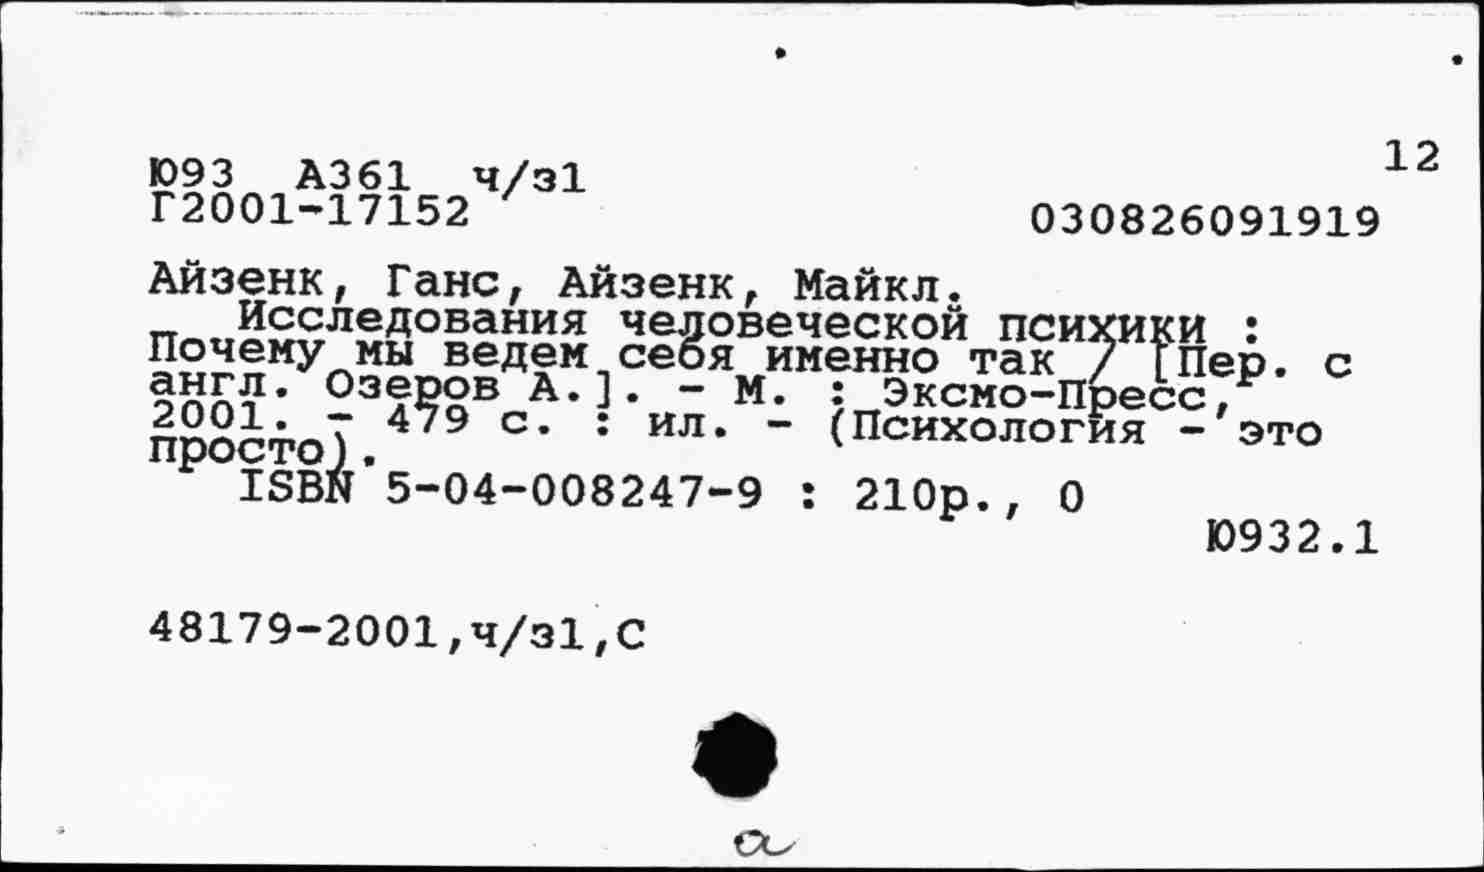 12
Ю93 А361 ч/з1
Г2001-17152
030826091919
Айзенк, Ганс, Айзенк, Майкл.
Исследования человеческой психики :
Почему мы ведем себя именно так / [Пер. с
англ. Озеров А.]. - М. : Эксмо-Пресс,
2001. - 479 с. : ил. - (Психология - это
просто).
ISBN 5-04-008247-9 : 210р., 0
Ю932.1
48179-2001,ч/з1,С
а